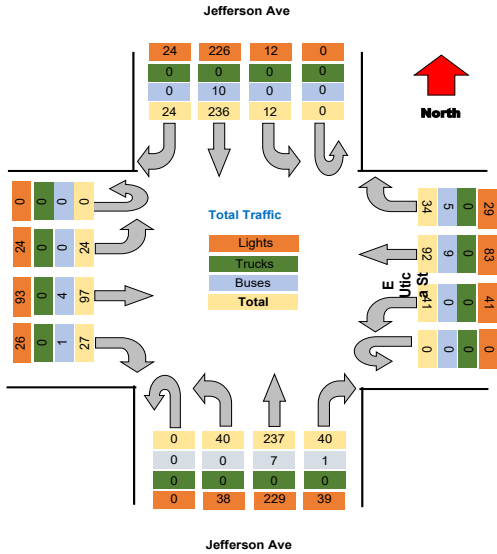 Jefferson Ave
24 226 12 0
0 0 0 0
0 10 0 0
24 236 12 0
North
0 0 0 0
24 0 0 24
93 0 4 97
26 0 1 27
Total Traffic
Lights
Trucks
Buses
Total
34 5 0 29
92 9 0 83
41 0 0 41
0 0 0 0
E
Utic
a St
0 40 237 40
0 0 7 1
0 0 0 0
0 38 229 39
Jefferson Ave